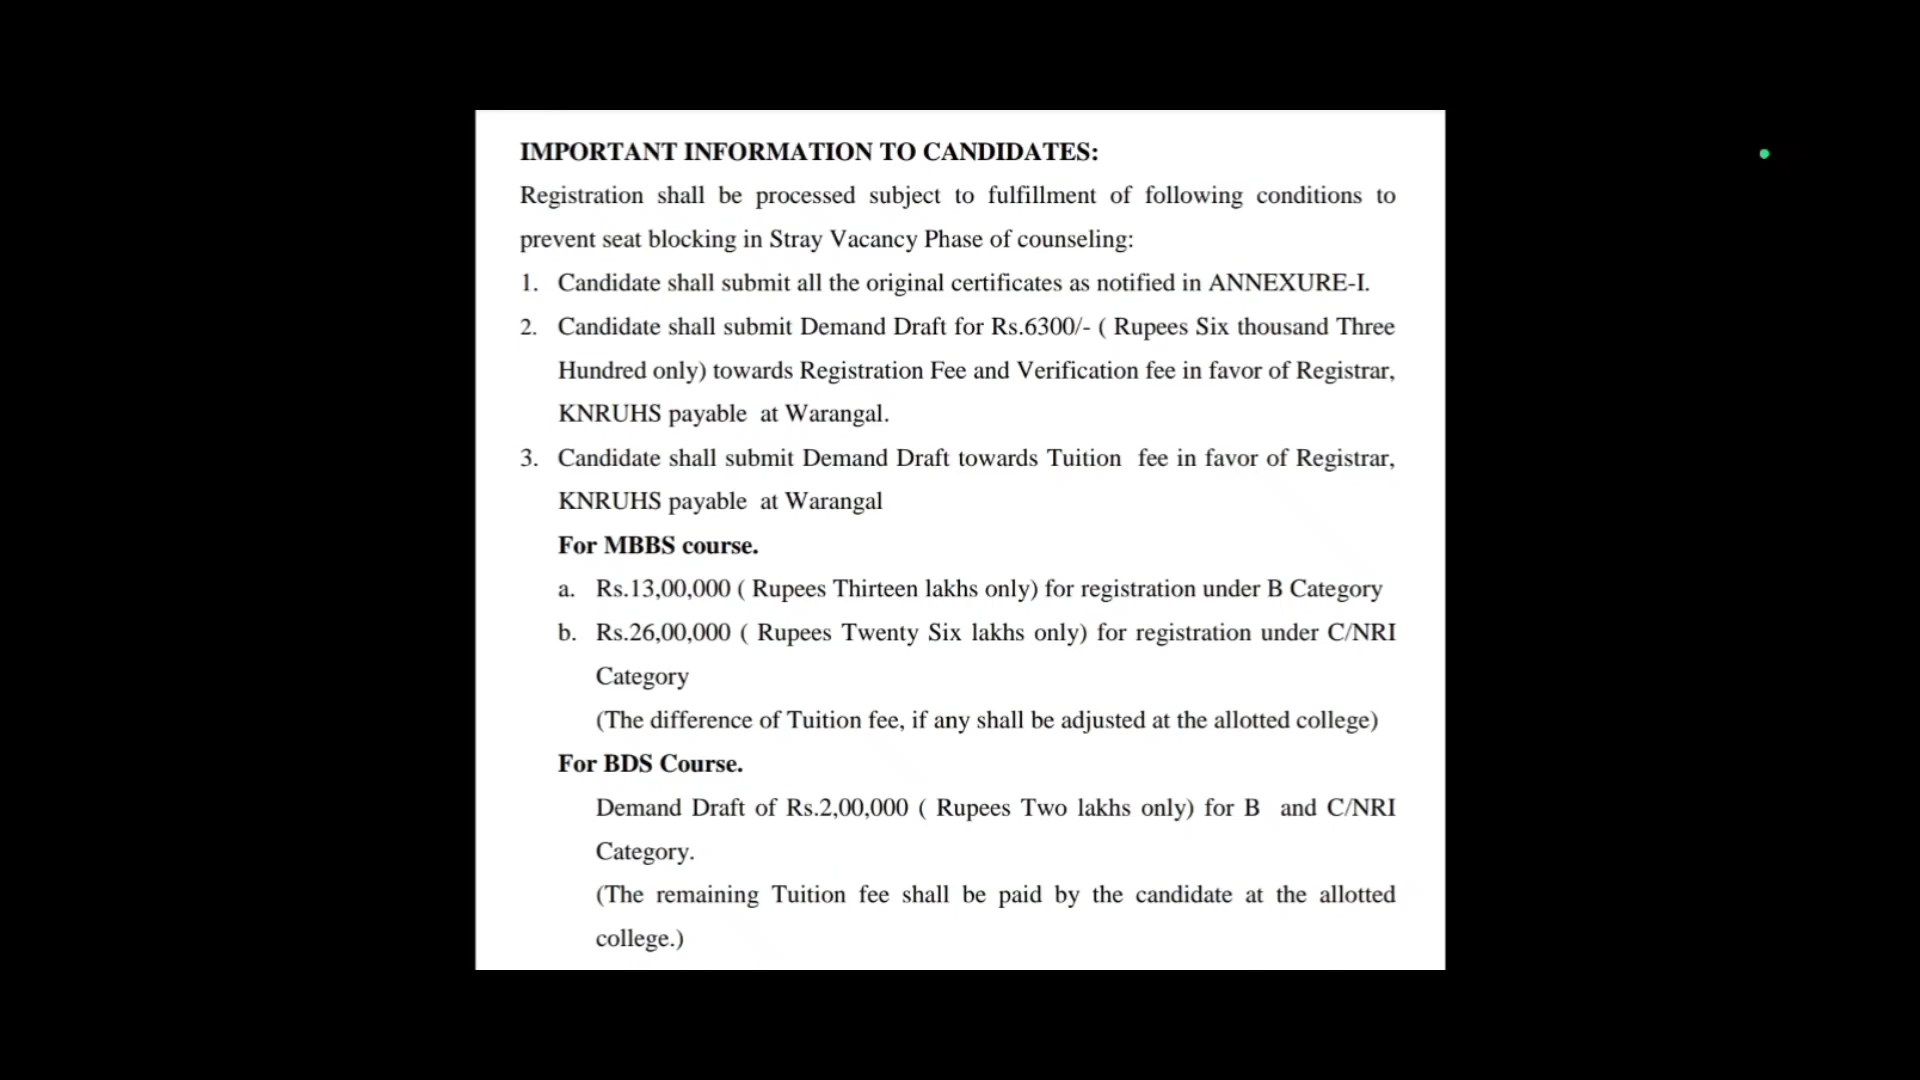 IMPORTANT INFORMATION TO CANDIDATES:
Registration shall be processed subject to fulfillment of following conditions to
prevent seat blocking in Stray Vacancy Phase of counseling:
1. Candidate shall submit all the original certificates as notified in ANNEXURE-I.
2. Candidate shall submit Demand Draft for Rs.6300/- ( Rupees Six thousand Three
Hundred only) towards Registration Fee and Verification fee in favor of Registrar,
KNRUHS payable at Warangal.
3. Candidate shall submit Demand Draft towards Tuition fee in favor of Registrar,
KNRUHS payable at Warangal
For MBBS course.
a. Rs.13,00,000 ( Rupees Thirteen lakhs only) for registration under B Category
b. Rs.26,00,000 ( Rupees Twenty Six lakhs only) for registration under C/NRI
Category
(The difference of Tuition fee, if any shall be adjusted at the allotted college)
For BDS Course.
Demand Draft of Rs.2,00,000 ( Rupees Two lakhs only) for B and C/NRI
Category.
(The remaining Tuition fee shall be paid by the candidate at the allotted
college.)